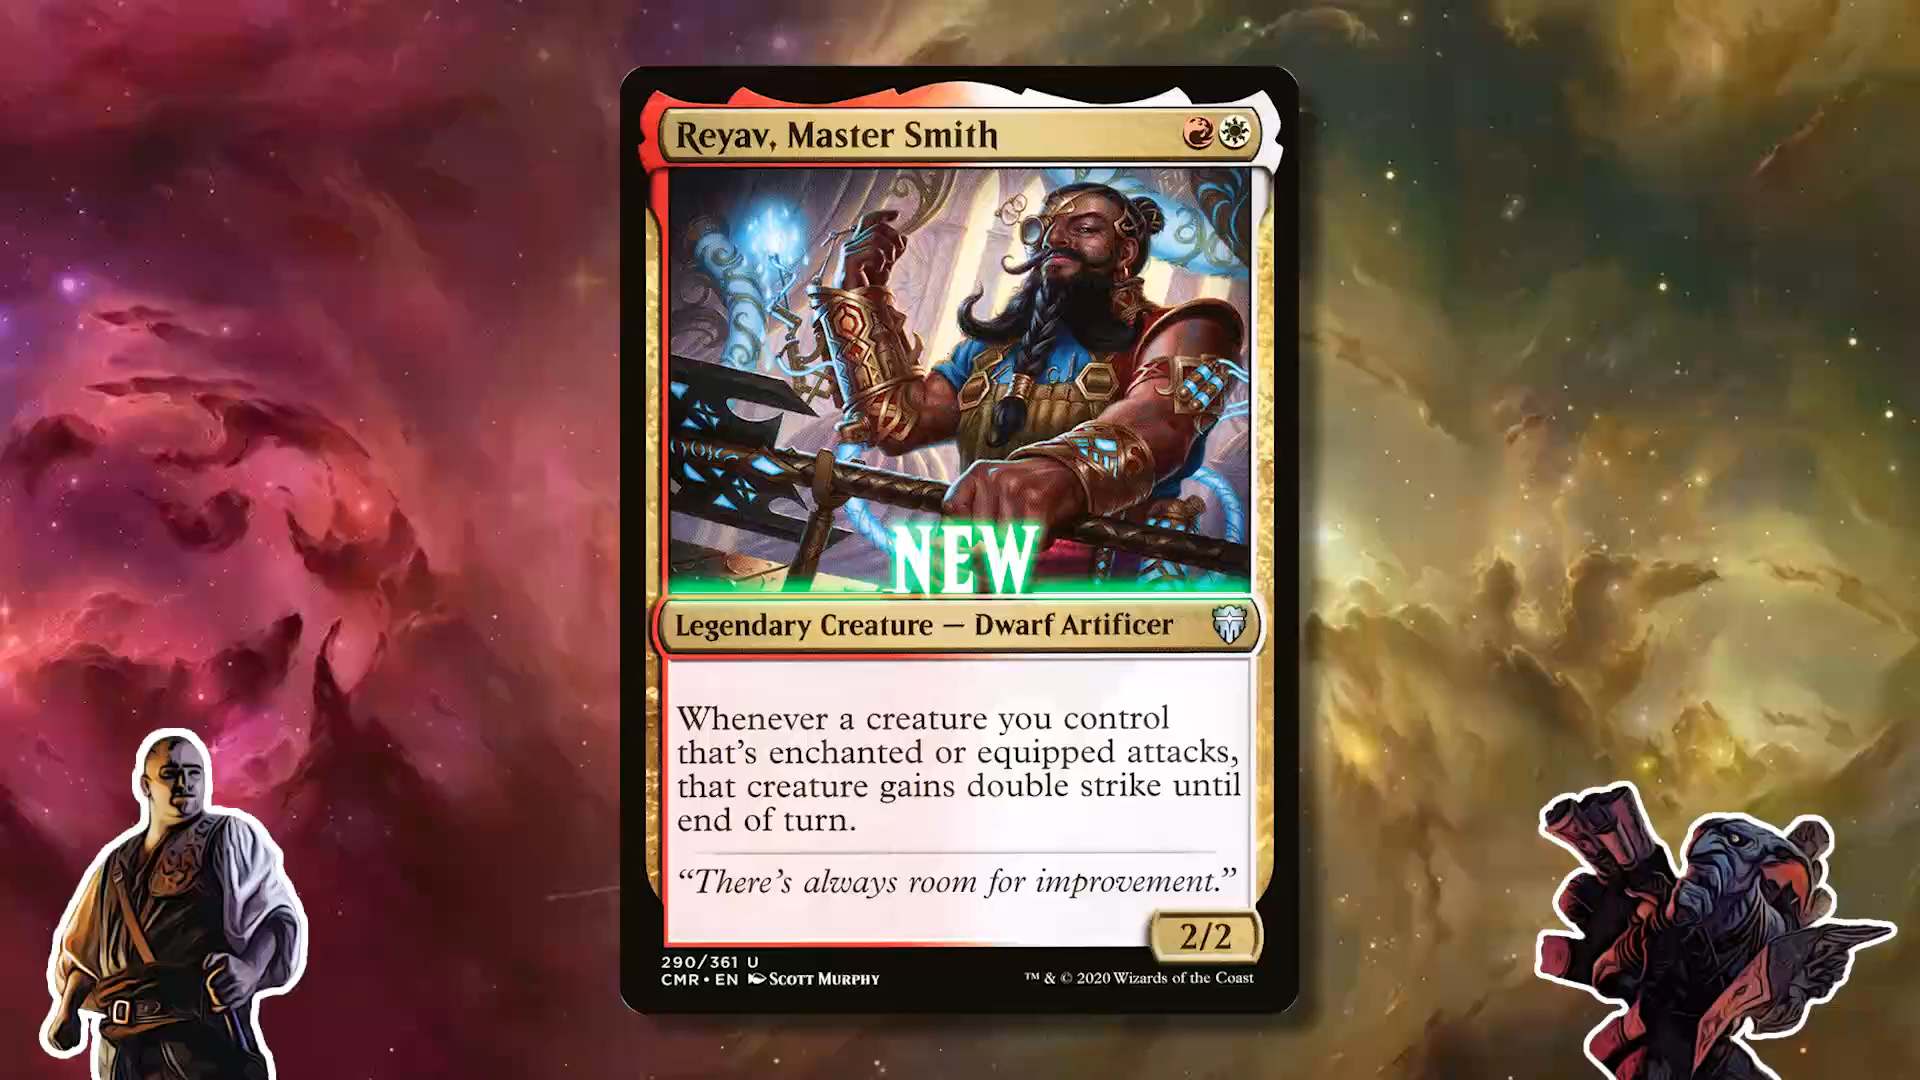 Reyav, Master Smith
NEW
Legendary Creature — Dwarf Artificer
Whenever a creature you control
that's enchanted or equipped attacks,
that creature gains double strike until
end of turn.
“There's always room for improvement.”
2/2
290/361 U
CMR • EN Scott Murphy
™ & © 2020 Wizards of the Coast